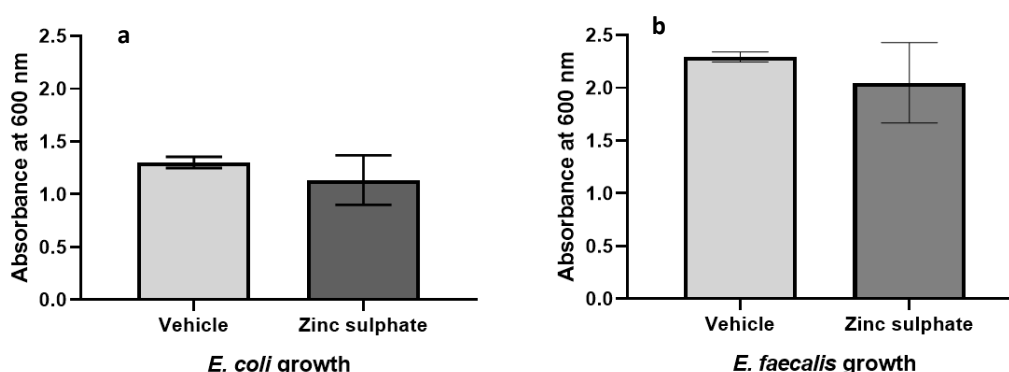 a
Absorbance at 600 nm
2.5
2.0
1.5
1.0
0.5
0.0
Vehicle Zinc sulphate
E. coli growth
b
Absorbance at 600 nm
2.5
2.0
1.5
1.0
0.5
0.0
Vehicle Zinc sulphate
E. faecalis growth